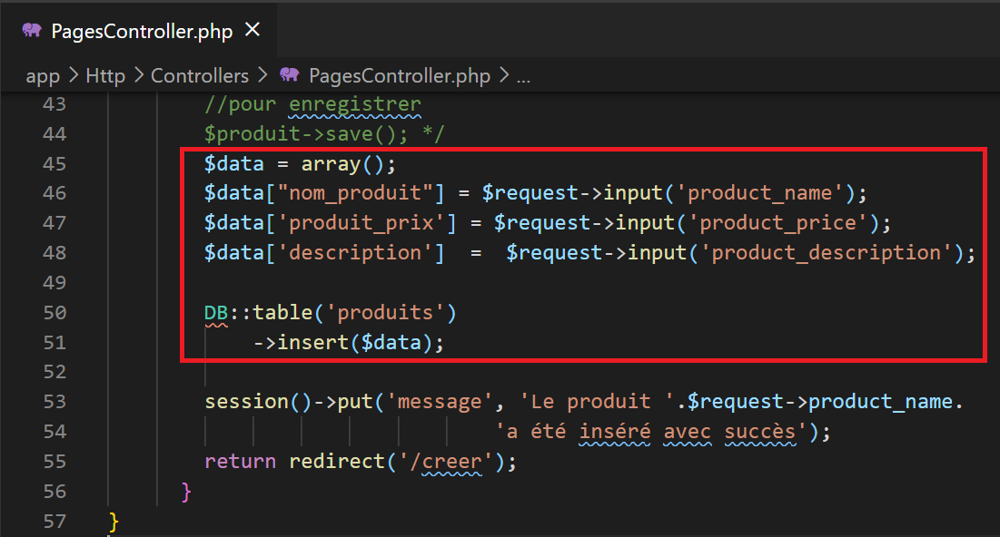 PagesController.php ×
app > Http > Controllers > PagesController.php > ...
43 //pour enregistrer
44 $produit->save(); */
45 $data = array();
46 $data["nom_produit"] = $request->input('product_name');
47 $data['produit_prix'] = $request->input('product_price');
48 $data['description'] =  $request->input('product_description');
49
50 DB::table('produits')
51 ->insert($data);
52
53 session()->put('message', 'Le produit '.$request->product_name.
54 'a été inséré avec succès');
55 return redirect('/creer');
56 }
57 }